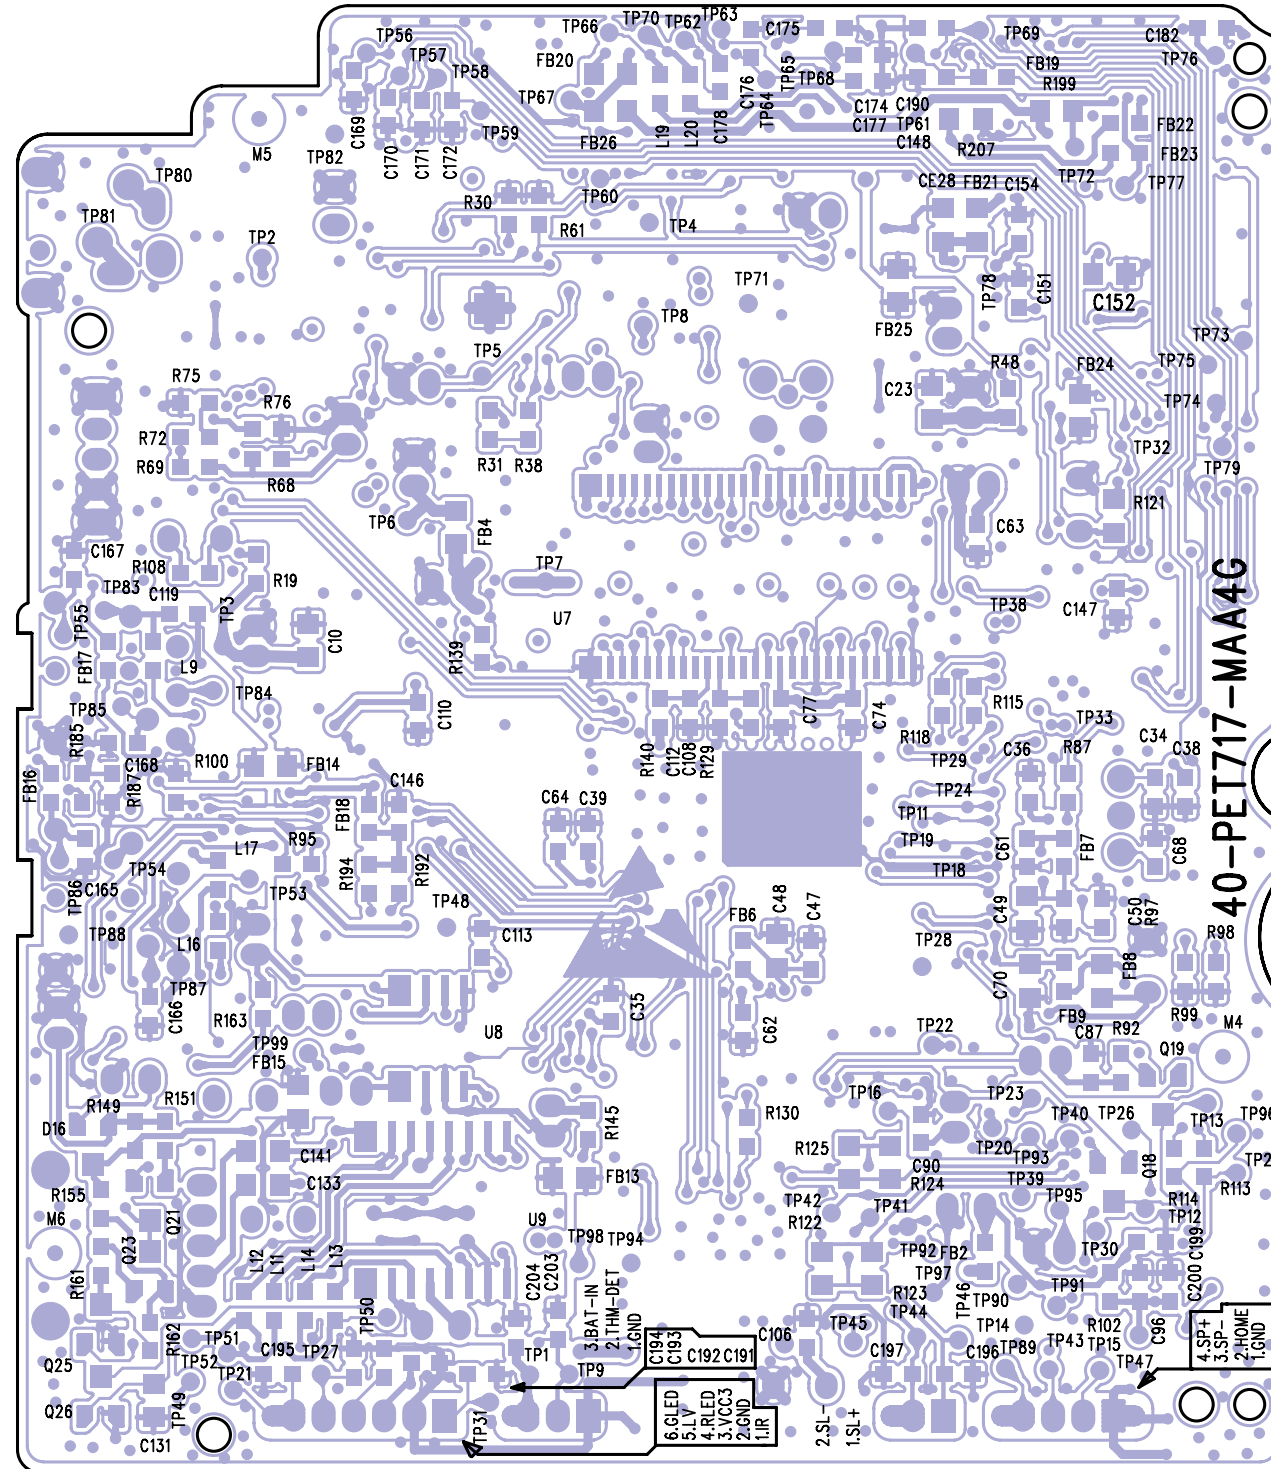 TP56
TP66
TP70
TP62
TP63
C175
TP69
C182
TP57
FB20
TP65
FB19
TP76
TP58
TP68
R199
TP67
C176
TP64
C174
C190
C169
TP59
C177
TP61
FB22
M5
C170
C171
C172
FB26
L19
L20
C178
C148
R207
FB23
TP82
TP80
TP72
TP77
R30
TP60
CE28
FB21
C154
TP81
R61
TP4
TP2
TP71
TP78
C151
C152
TP8
FB25
TP73
TP5
R75
R48
FB24
TP75
R76
C23
TP74
R72
R69
R31
R38
TP32
R68
TP79
TP6
FB4
R121
C63
C167
R108
TP7
TP83
C119
R19
TP55
TP3
C10
U7
TP38
C147
FB17
L9
R139
TP84
TP85
C110
C77
C74
R115
R185
R118
TP33
R140
C112
C108
R129
C168
R100
FB14
TP29
C36
R87
C34
C38
FB16
R187
C146
TP24
FB18
C64
C39
TP11
40-PET717-MAA4G
L17
R95
TP19
C61
FB7
C68
TP54
R194
R192
TP18
TP86
C165
TP53
TP48
C49
C50
R97
TP88
L16
C113
FB6
C48
C47
TP28
R98
TP87
C70
FB8
C166
R163
C35
C62
FB9
R99
TP99
U8
TP22
C87
R92
M4
FB15
Q19
R149
R151
R145
R130
TP16
TP23
TP40
TP26
TP13
TP96
D16
R125
TP20
C141
TP93
Q18
TP2
R155
C133
FB13
C90
R124
TP39
R114
R113
M6
Q21
U9
TP42
TP41
TP95
TP12
Q23
R122
TP98
TP94
TP92
FB2
TP30
C199
R161
L12
L11
L14
L13
C204
C203
TP97
TP91
C200
3.BAT-IN
2.THM-DET
1.GND
R123
TP46
TP90
R162
TP50
TP51
C106
TP45
TP44
TP14
R102
C96
4.SP+
3.SP-
2.HOME
1.GND
Q25
TP52
C195
TP27
TP1
C194
C193
C192
C191
C197
C196
TP89
TP43
TP15
TP21
TP9
TP47
Q26
TP49
TP31
6.GLED
5.LV
4.RLED
3.VCC3
2.GND
1.IR
2.SL-
1.SL+
C131